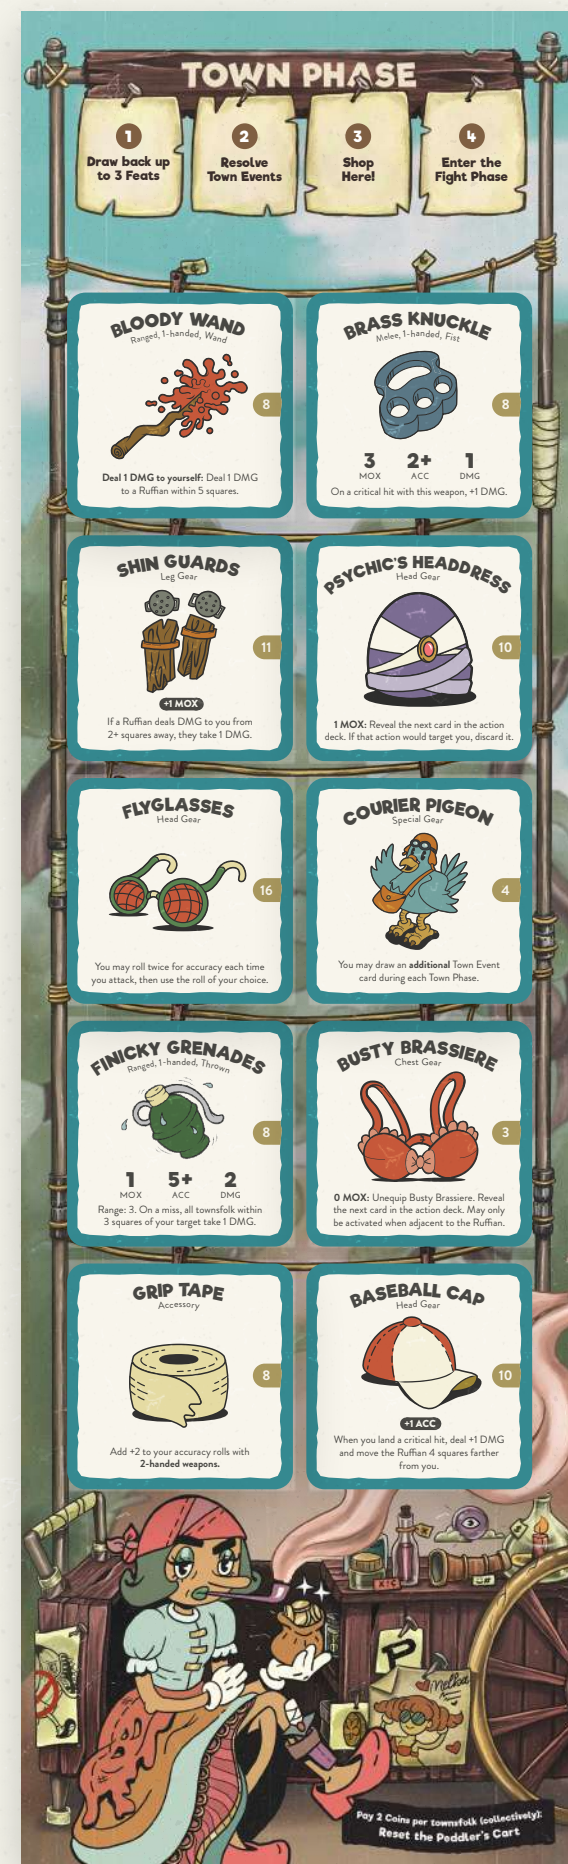 TOWN PHASE
1
Draw back up
to 3 Feats
2
Resolve
Town Events
3
Shop
Here!
4
Enter the
Fight Phase
BLOODY WAND
Ranged, 1-handed, Wand
8
Deal 1 DMG to yourself: Deal 1 DMG
to a Ruffian within 5 squares.
BRASS KNUCKLE
Melee, 1-handed, Fist
8
3 2+ 1
MOX ACC DMG
On a critical hit with this weapon, +1 DMG.
SHIN GUARDS
Leg Gear
11
+1 MOX
If a Ruffian deals DMG to you from
2+ squares away, they take 1 DMG.
PSYCHIC'S HEADDRESS
Head Gear
10
1 MOX: Reveal the next card in the action
deck. If that action would target you, discard it.
FLYGLASSES
Head Gear
16
You may roll twice for accuracy each time
you attack, then use the roll of your choice.
COURIER PIGEON
Special Gear
4
You may draw an additional Town Event
card during each Town Phase.
FINICKY GRENADES
Ranged, 1-handed, Thrown
8
1 5+ 2
MOX ACC DMG
Range: 3. On a miss, all townsfolk within
3 squares of your target take 1 DMG.
BUSTY BRASSIERE
Chest Gear
3
0 MOX: Unequip Busty Brassiere. Reveal
the next card in the action deck. May only
be activated when adjacent to the Ruffian.
GRIP TAPE
Accessory
8
Add +2 to your accuracy rolls with
2-handed weapons.
BASEBALL CAP
Head Gear
10
+1 ACC
When you land a critical hit, deal +1 DMG
and move the Ruffian 4 squares farther
from you.
P
Melka
Pay 2 Coins per townsfolk (collectively):
Reset the Peddler's Cart